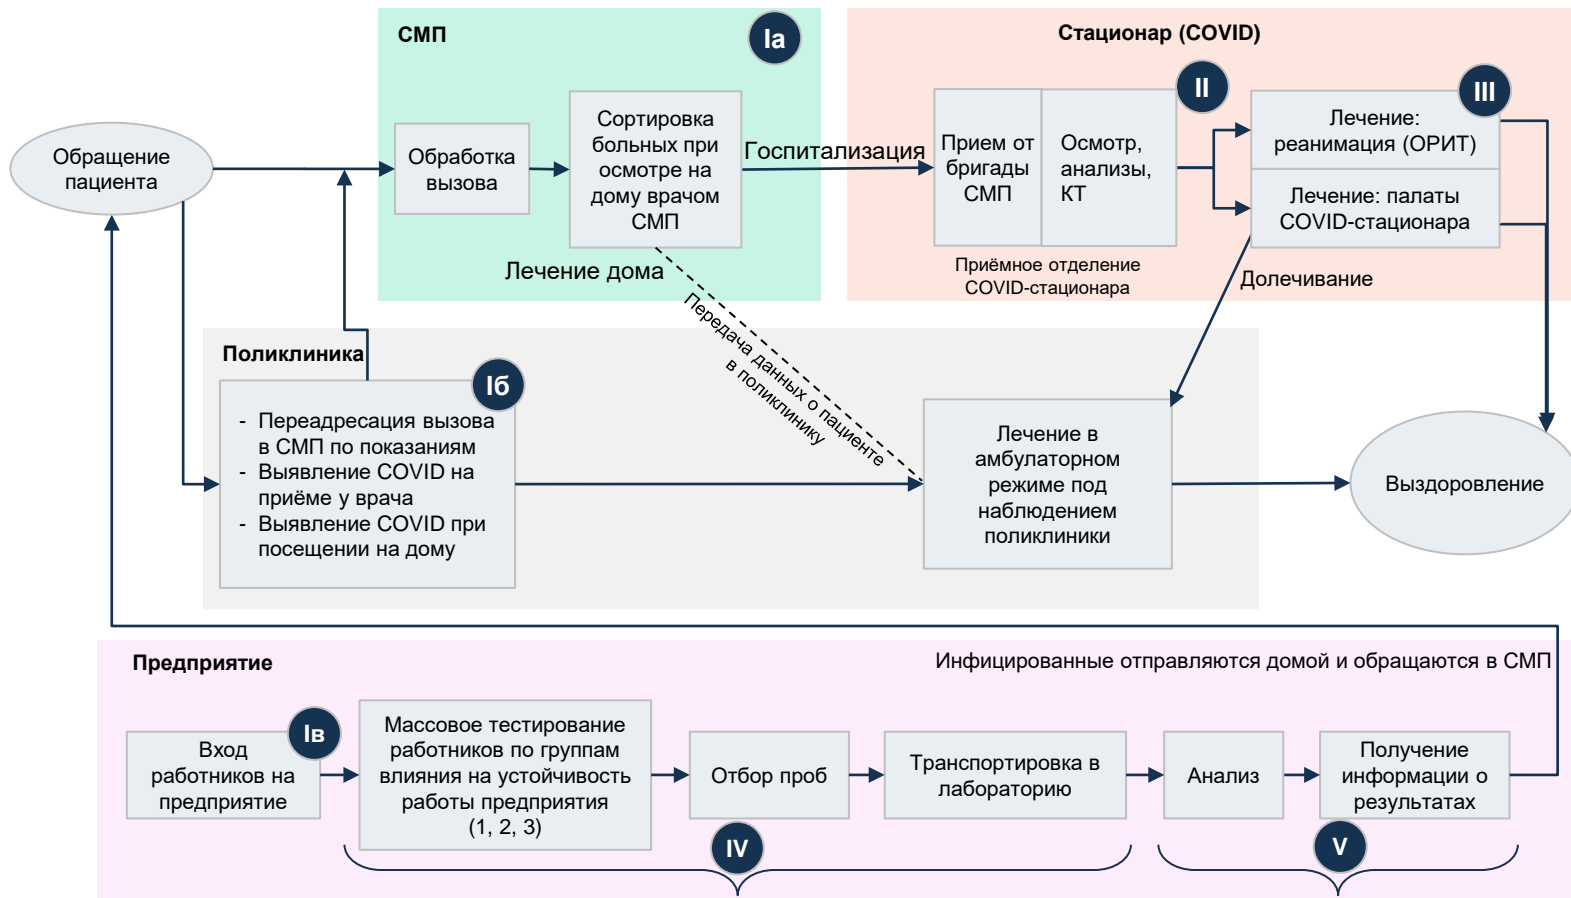 СМП
Iа
Стационар (COVID)
II
III
Обращение
пациента
Обработка
вызова
Сортировка
больных при
осмотре на
дому врачом
СМП
Госпитализация
Прием от
бригады
СМП
Осмотр,
анализы,
КТ
Лечение:
реанимация (ОРИТ)
Лечение: палаты
COVID-стационара
Лечение дома
Приёмное отделение
COVID-стационара
Долечивание
Передача данных о пациенте
в поликлинику
Поликлиника
Iб
- Переадресация вызова
в СМП по показаниям
- Выявление COVID на
приёме у врача
- Выявление COVID при
посещении на дому
Лечение в
амбулаторном
режиме под
наблюдением
поликлиники
Выздоровление
Предприятие
Инфицированные отправляются домой и обращаются в СМП
Iв
Вход
работников на
предприятие
Массовое тестирование
работников по группам
влияния на устойчивость
работы предприятия
(1, 2, 3)
Отбор проб
Транспортировка в
лабораторию
Анализ
Получение
информации о
результатах
IV
V